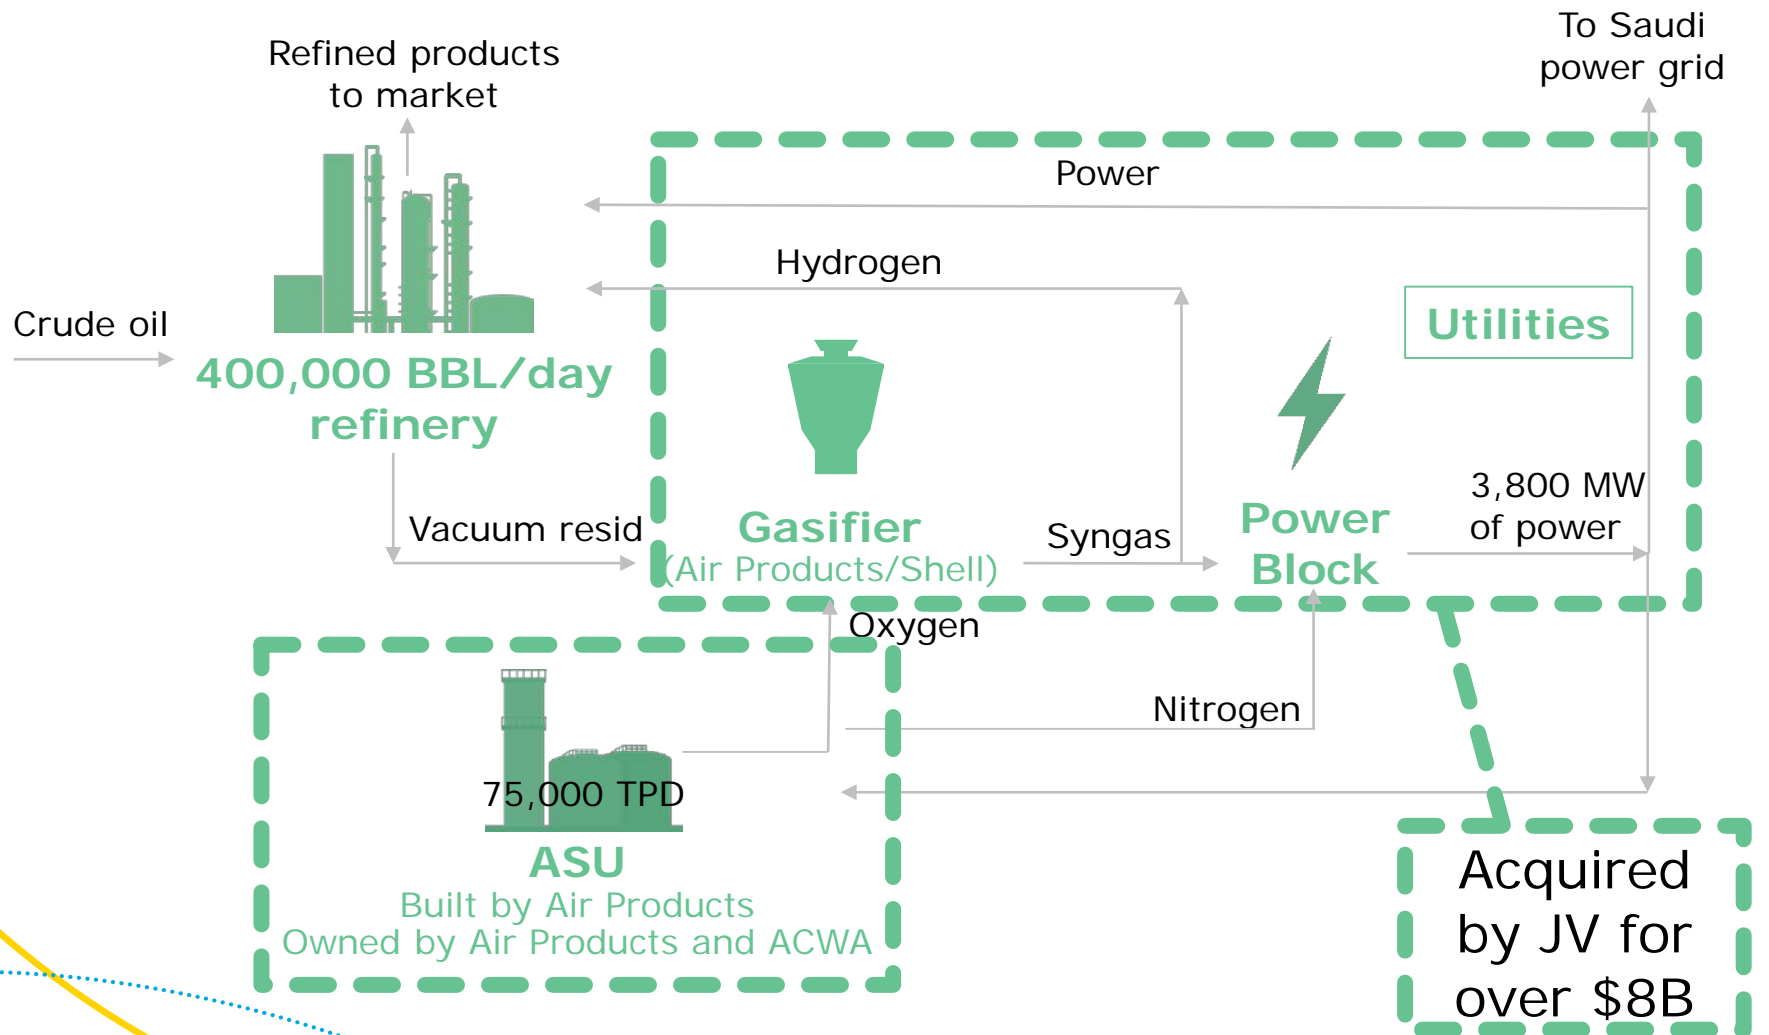 To Saudi
power grid
Refined products
to market
Power
Hydrogen
Utilities
Crude oil
400,000 BBL/day
refinery
3,800 MW
of power
Vacuum resid
Gasifier
(Air Products/Shell)
Syngas
Power
Block
Oxygen
Nitrogen
75,000 TPD
ASU
Built by Air Products
Owned by Air Products and ACWA
Acquired
by JV for
over $8B